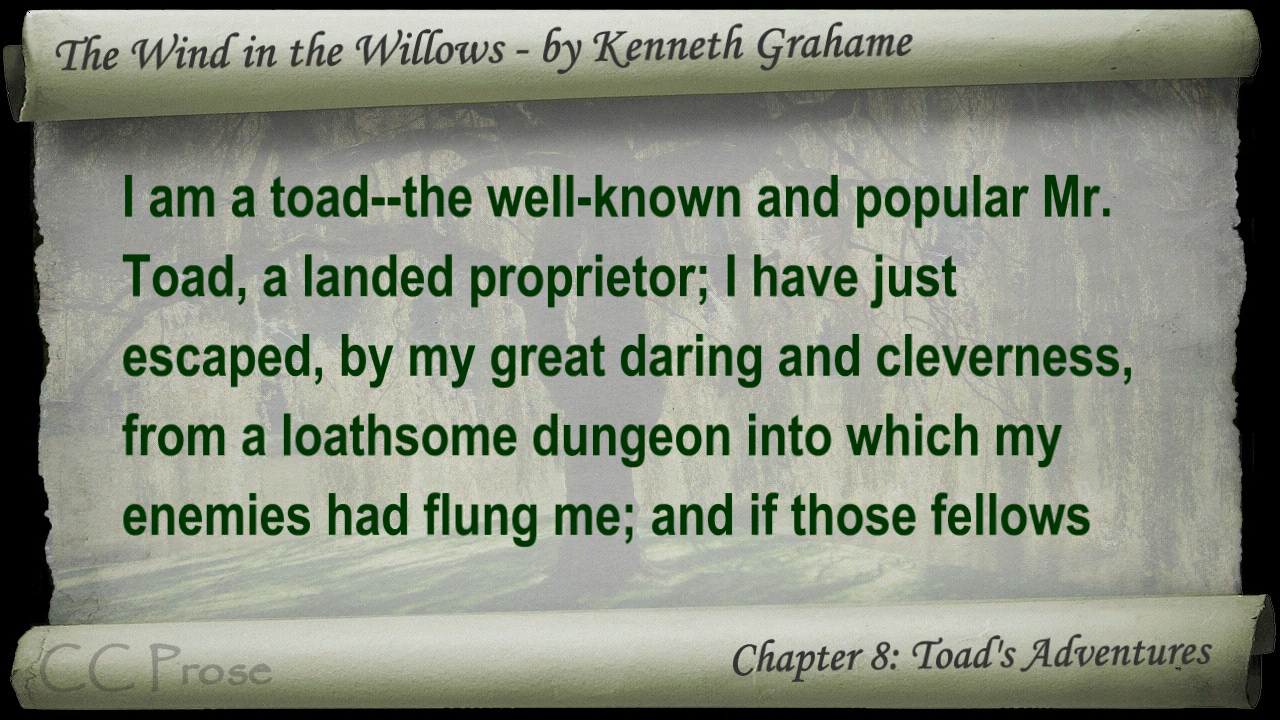 The Wind in the Willows - by Kenneth Grahame
I am a toad--the well-known and popular Mr.
Toad, a landed proprietor; I have just
escaped, by my great daring and cleverness,
from a loathsome dungeon into which my
enemies had flung me; and if those fellows
CC Prose
Chapter 8: Toad's Adventures